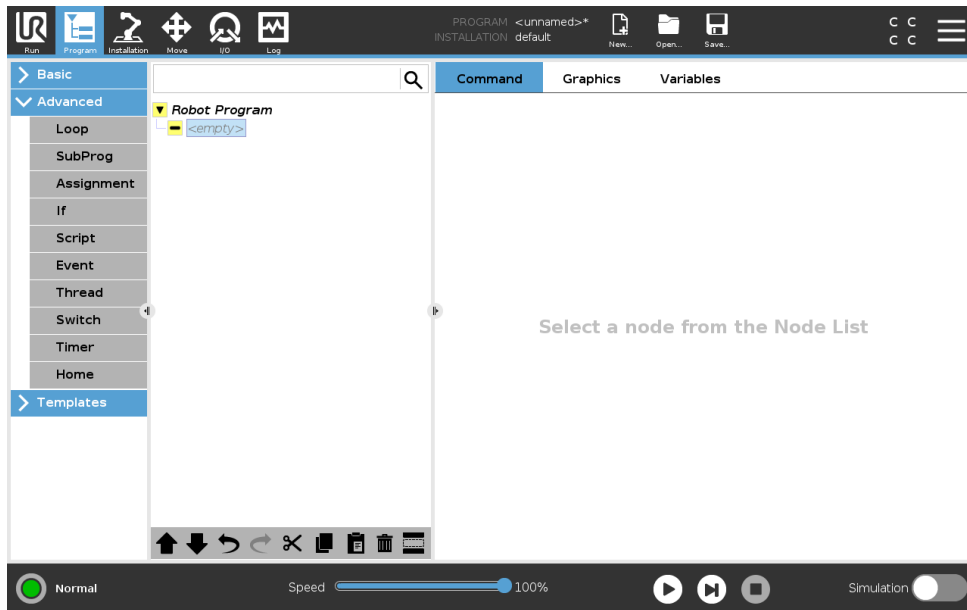 UR
PROGRAM <unnamed>*
INSTALLATION default
C C
C C
Run
Program
Installation
Move
I/O
Log
New...
Open...
Save...
Basic
Advanced
Loop
SubProg
Assignment
If
Script
Event
Thread
Switch
Timer
Home
Templates
Robot Program
<empty>
Command Graphics Variables
Select a node from the Node List
Normal
Speed 100%
Simulation